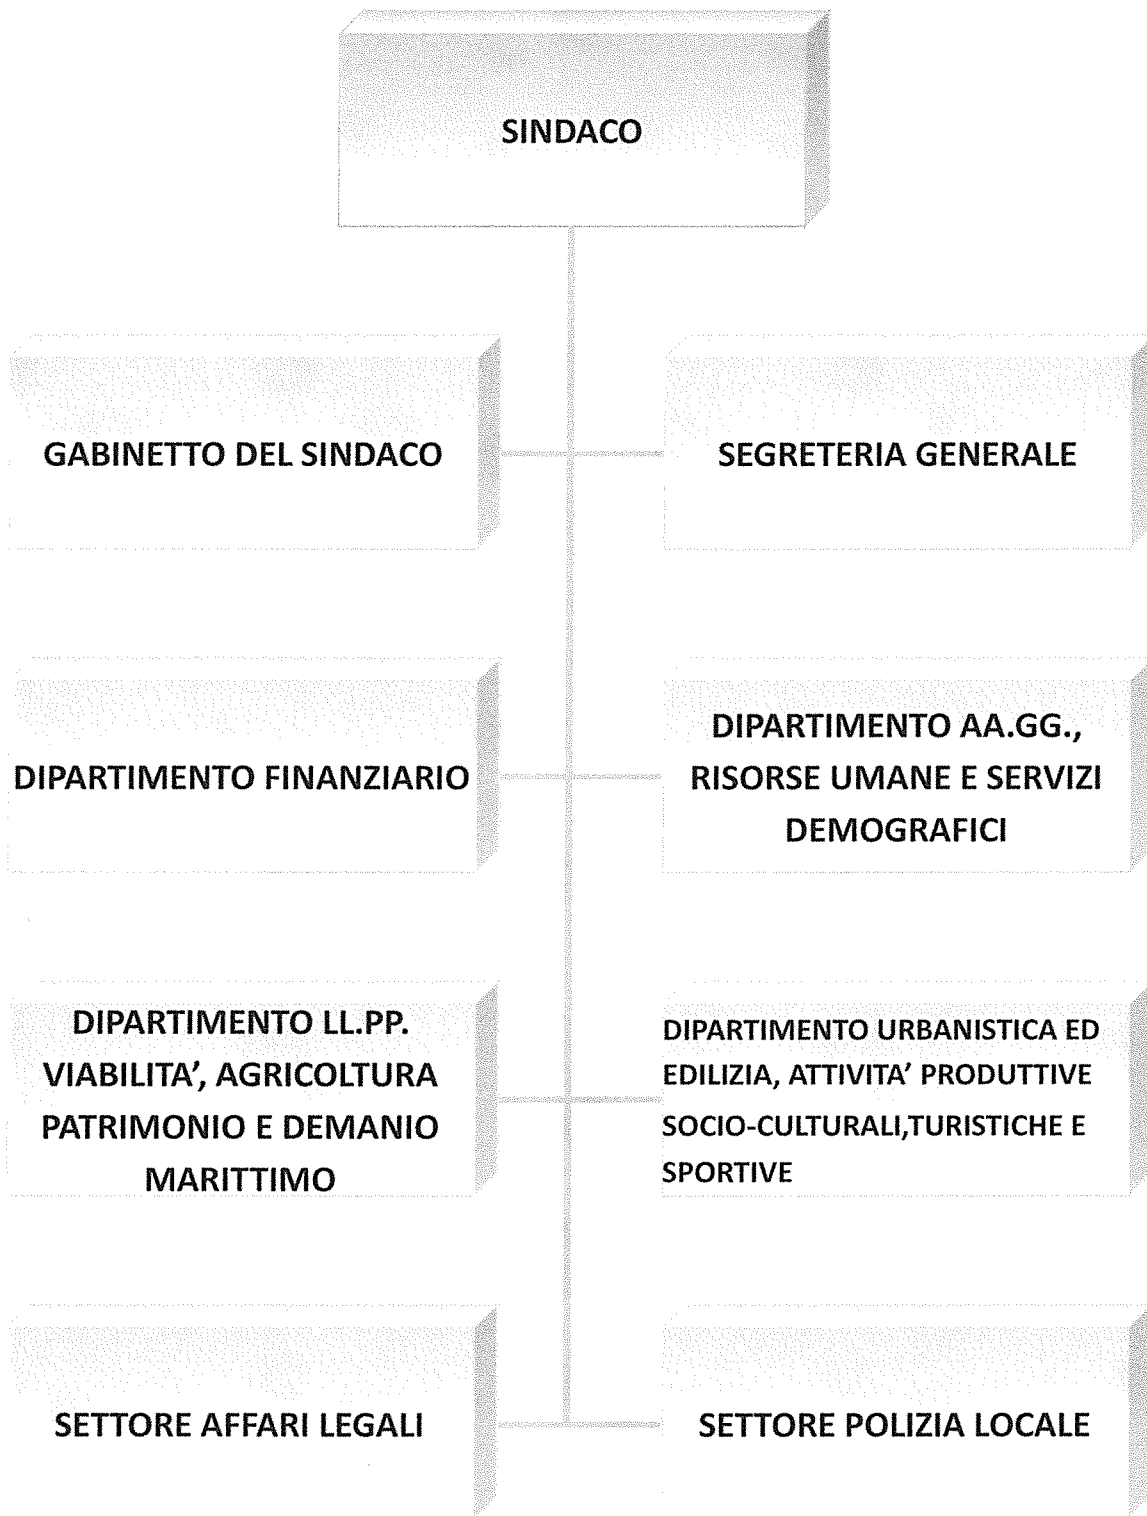 SINDACO
GABINETTO DEL SINDACO
SEGRETERIA GENERALE
DIPARTIMENTO FINANZIARIO
DIPARTIMENTO AA.GG.,
RISORSE UMANE E SERVIZI
DEMOGRAFICI
DIPARTIMENTO LL.PP.
VIABILITA’, AGRICOLTURA
PATRIMONIO E DEMANIO
MARITTIMO
DIPARTIMENTO URBANISTICA ED
EDILIZIA, ATTIVITA’ PRODUTTIVE
SOCIO-CULTURALI,TURISTICHE E
SPORTIVE
SETTORE AFFARI LEGALI
SETTORE POLIZIA LOCALE